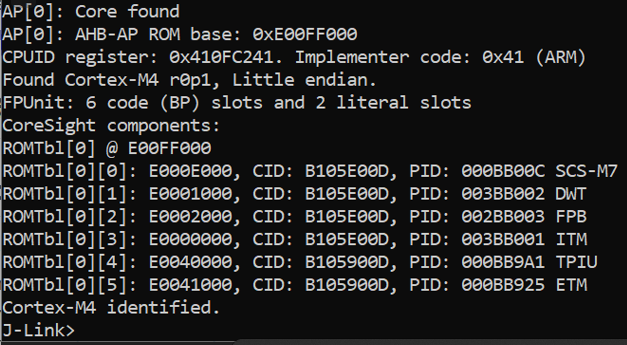 AP[0]: Core found
AP[0]: AHB-AP ROM base: 0xE00FF000
CPUID register: 0x410FC241. Implementer code: 0x41 (ARM)
Found Cortex-M4 r0p1, Little endian.
FPUnit: 6 code (BP) slots and 2 literal slots
CoreSight components:
ROMTbl[0] @ E00FF000
ROMTbl[0][0]: E000E000, CID: B105E00D, PID: 000BB00C SCS-M7
ROMTbl[0][1]: E0001000, CID: B105E00D, PID: 003BB002 DWT
ROMTbl[0][2]: E0002000, CID: B105E00D, PID: 002BB003 FPB
ROMTbl[0][3]: E0000000, CID: B105E00D, PID: 003BB001 ITM
ROMTbl[0][4]: E0040000, CID: B105900D, PID: 000BB9A1 TPIU
ROMTbl[0][5]: E0041000, CID: B105900D, PID: 000BB925 ETM
Cortex-M4 identified.
J-Link>